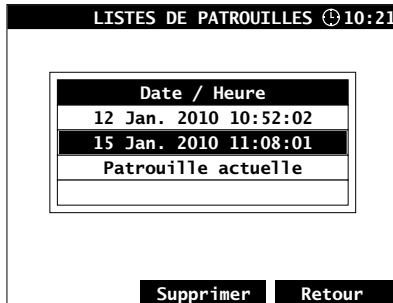 LISTES DE PATROUILLES 10:21
Date / Heure
12 Jan. 2010 10:52:02
15 Jan. 2010 11:08:01
Patrouille actuelle
Supprimer Retour